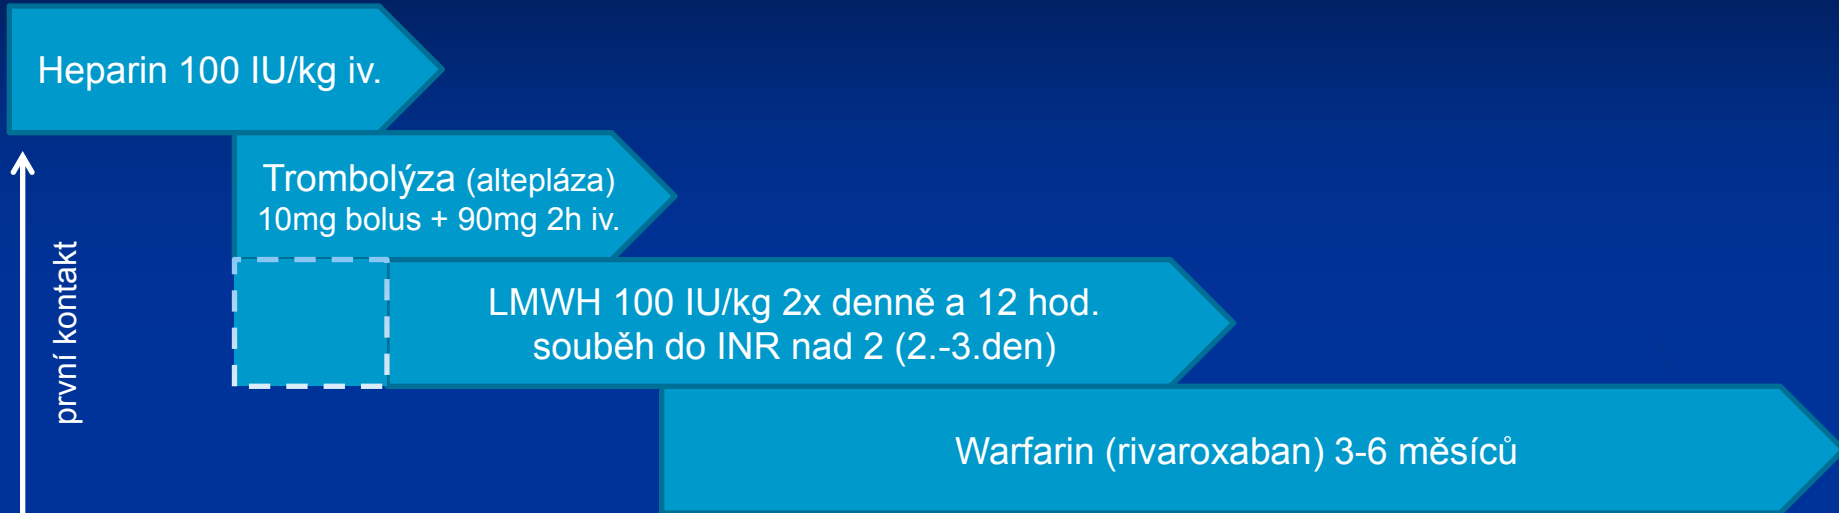 Heparin 100 IU/kg iv.
Trombolýza (altepláza)
10mg bolus + 90mg 2h iv.
první kontakt
LMWH 100 IU/kg 2x denně a 12 hod.
souběh do INR nad 2 (2.-3.den)
Warfarin (rivaroxaban) 3-6 měsíců